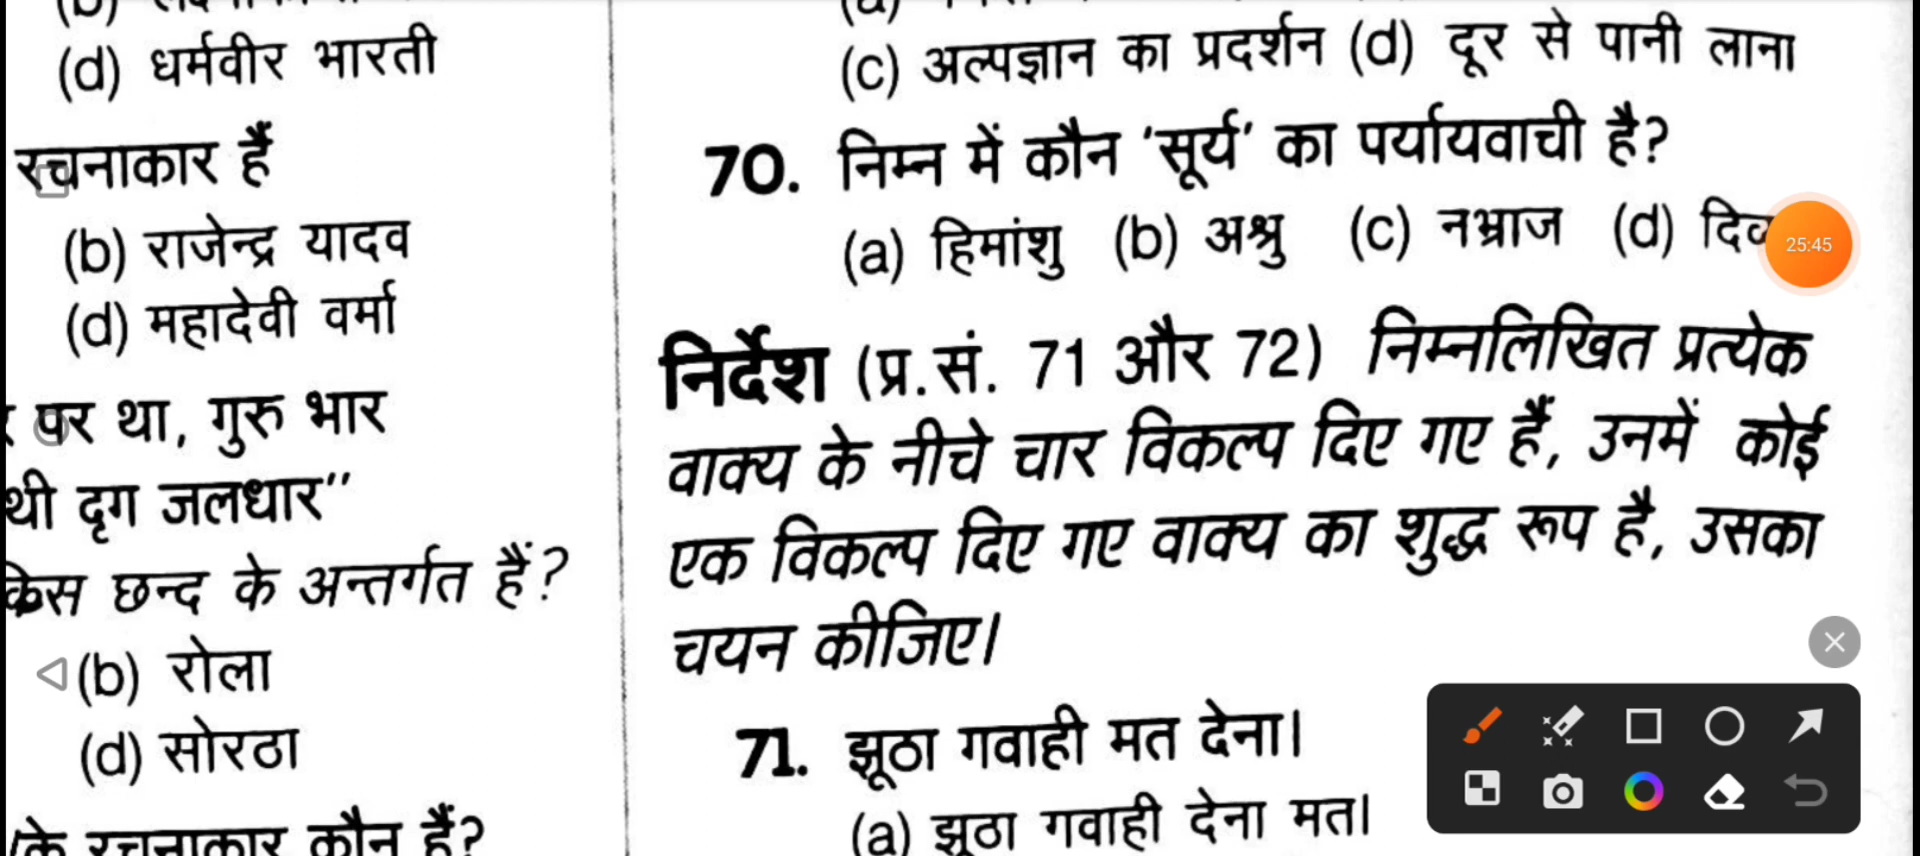 (d) धर्मवीर भारती
रचनाकार हैं
(b) राजेन्द्र यादव
(d) महादेवी वर्मा
पर था, गुरु भार
थी दृग जलधार”
किस छन्द के अन्तर्गत हैं?
(b) रोला
(d) सोरठा
के रचनाकार कौन हैं?
(c) अल्पज्ञान का प्रदर्शन (d) दूर से पानी लाना
70. निम्न में कौन ‘सूर्य’ का पर्यायवाची है?
(a) हिमांशु (b) अश्रु (c) नभ्राज (d)
25:45
निर्देश (प्र.सं. 71 और 72) निम्नलिखित प्रत्येक
वाक्य के नीचे चार विकल्प दिए गए हैं, उनमें कोई
एक विकल्प दिए गए वाक्य का शुद्ध रूप है, उसका
चयन कीजिए।
71. झूठा गवाही मत देना।
(a) झूठा गवाही देना मत।